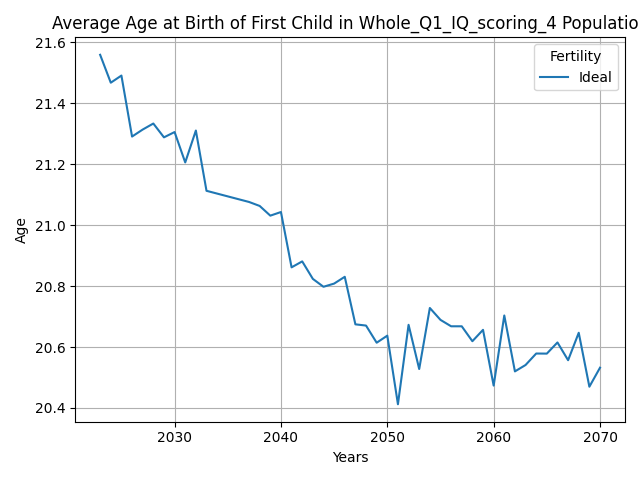 Average Age at Birth of First Child in Whole_Q1_IQ_scoring_4 Populatio
21.6
21.4
21.2
21.0
20.8
20.6
20.4
Age
Fertility
Ideal
2030
2040
2050
2060
2070
Years